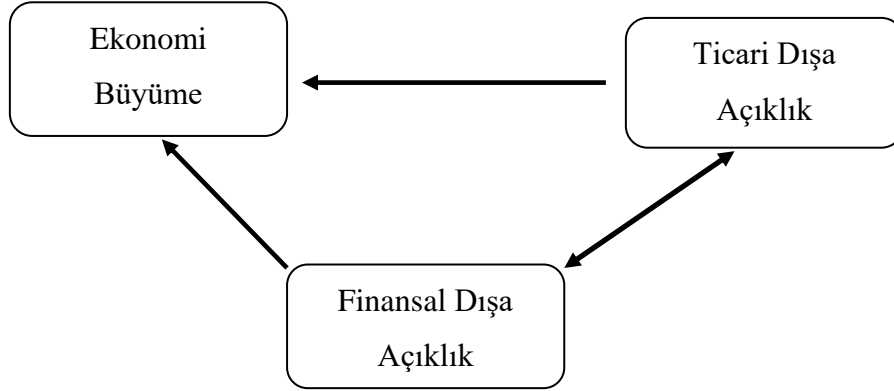 Ekonomi
Büyüme
Ticari Dışa
Açıklık
Finansal Dışa
Açıklık